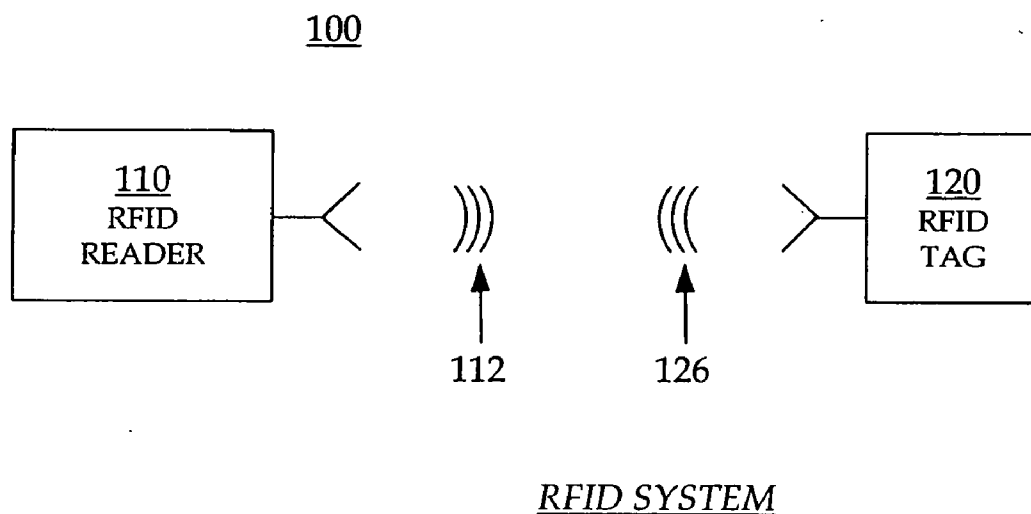 100
110
RFID
READER
120
RFID
TAG
112
126
RFID SYSTEM